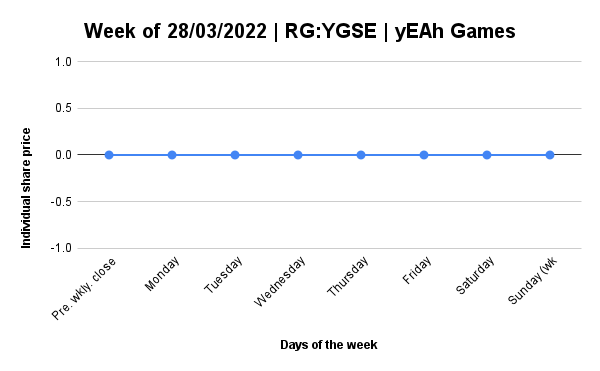 Week of 28/03/2022 | RG:YGSE | yEAh Games
Individual share price
1.0
0.5
0.0
-0.5
-1.0
Pre. wkly. close
Monday
Tuesday
Wednesday
Thursday
Friday
Saturday
Sunday (wk
Days of the week